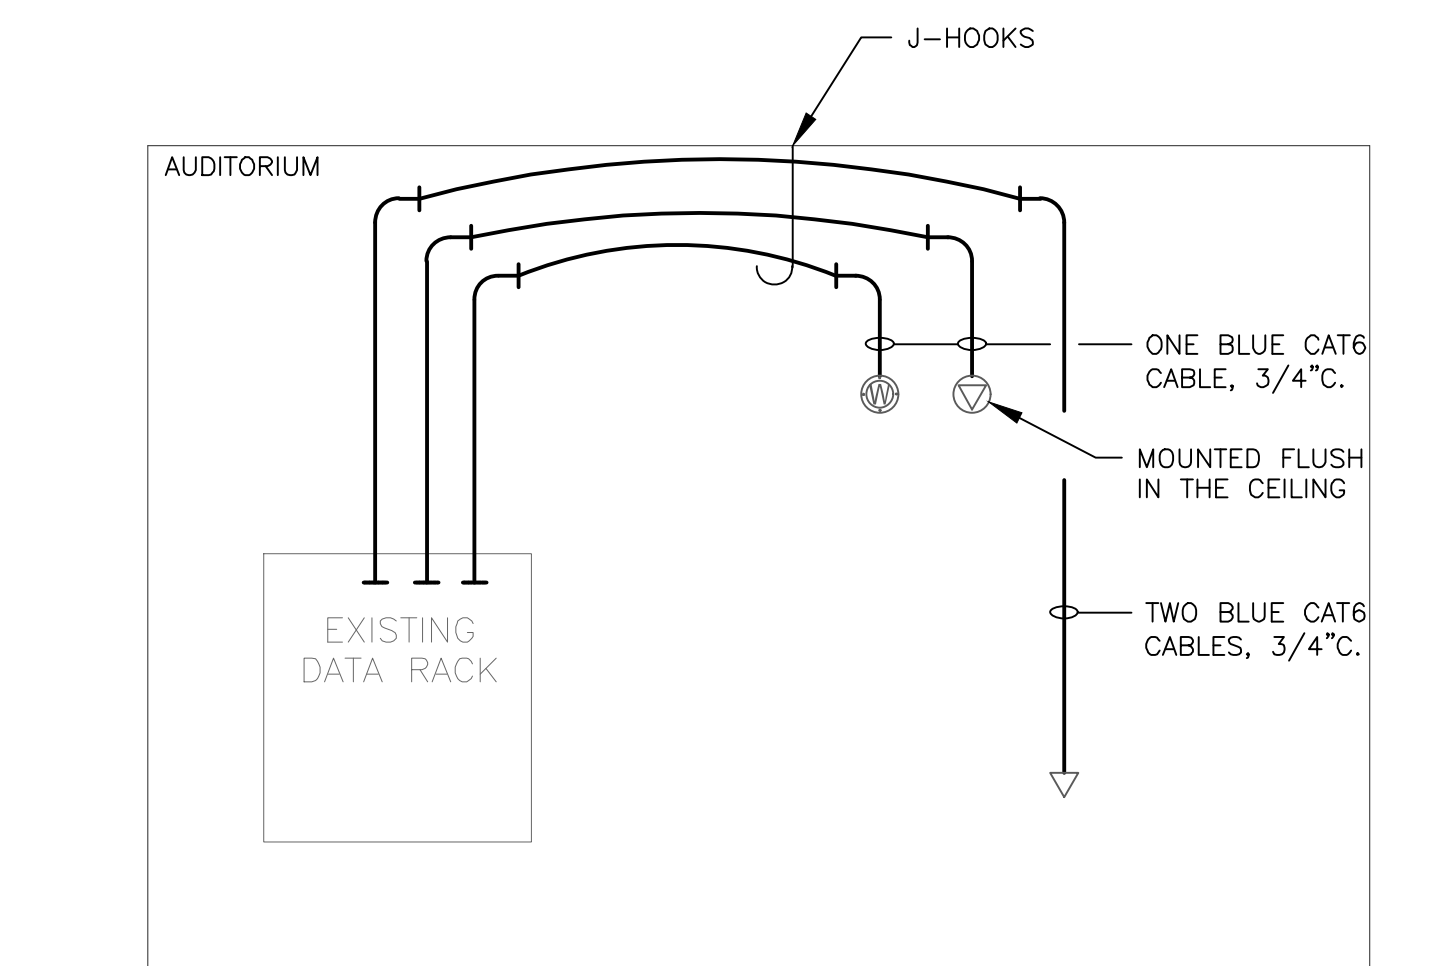 J-HOOKS
AUDITORIUM
ONE BLUE CAT6
CABLE, 3/4"C.
W
MOUNTED FLUSH
IN THE CEILING
TWO BLUE CAT6
CABLES, 3/4"C.
EXISTING
DATA RACK